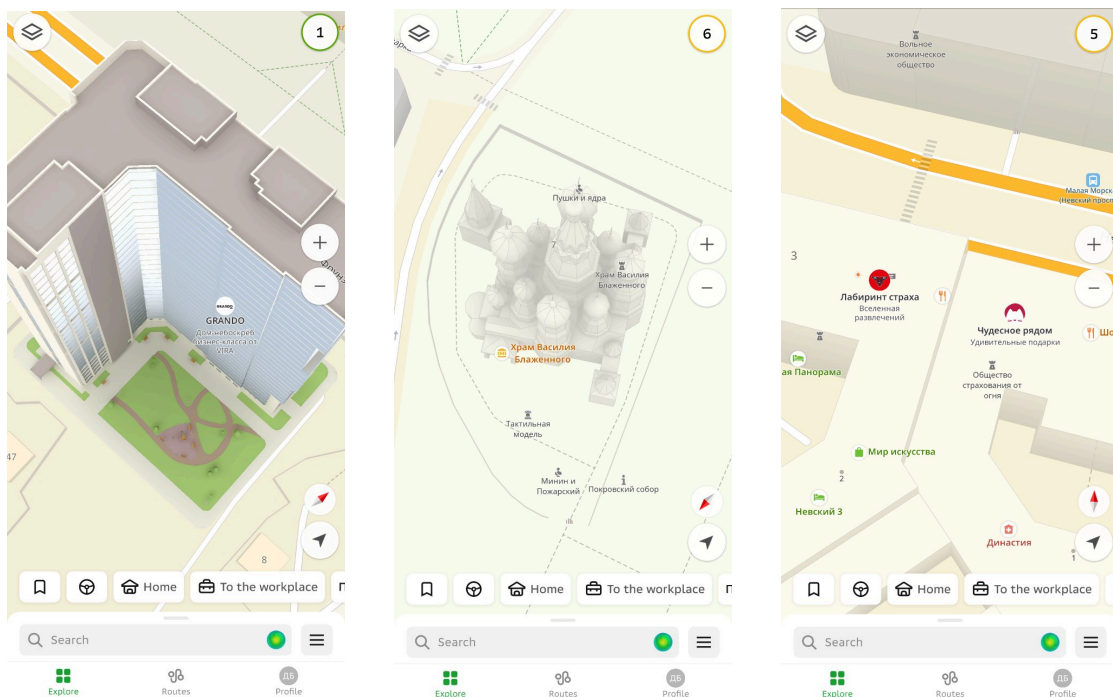 1
GRANDO
GRANDO
Дом-небоскреб
бизнес-класса от
VIRA
47
8
Home
To the workplace
Search
Explore
Routes
ДБ
Profile
6
Пушки и ядра
7
Храм Василия
Блаженного
Храм Василия
Блаженного
Тактильная
модель
Минин и
Пожарский
Покровский собор
Home
To the workplace
Search
Explore
Routes
ДБ
Profile
5
Вольное
экономическое
общество
Малая Морск
(Невский просп
3
Лабиринт страха
Вселенная
развлечений
Чудесное рядом
Удивительные подарки
Шо
ая Панорама
Общество
страхования от
огня
Мир искусства
2
Невский 3
Династия
1
Home
To the workplace
Search
Explore
Routes
ДБ
Profile